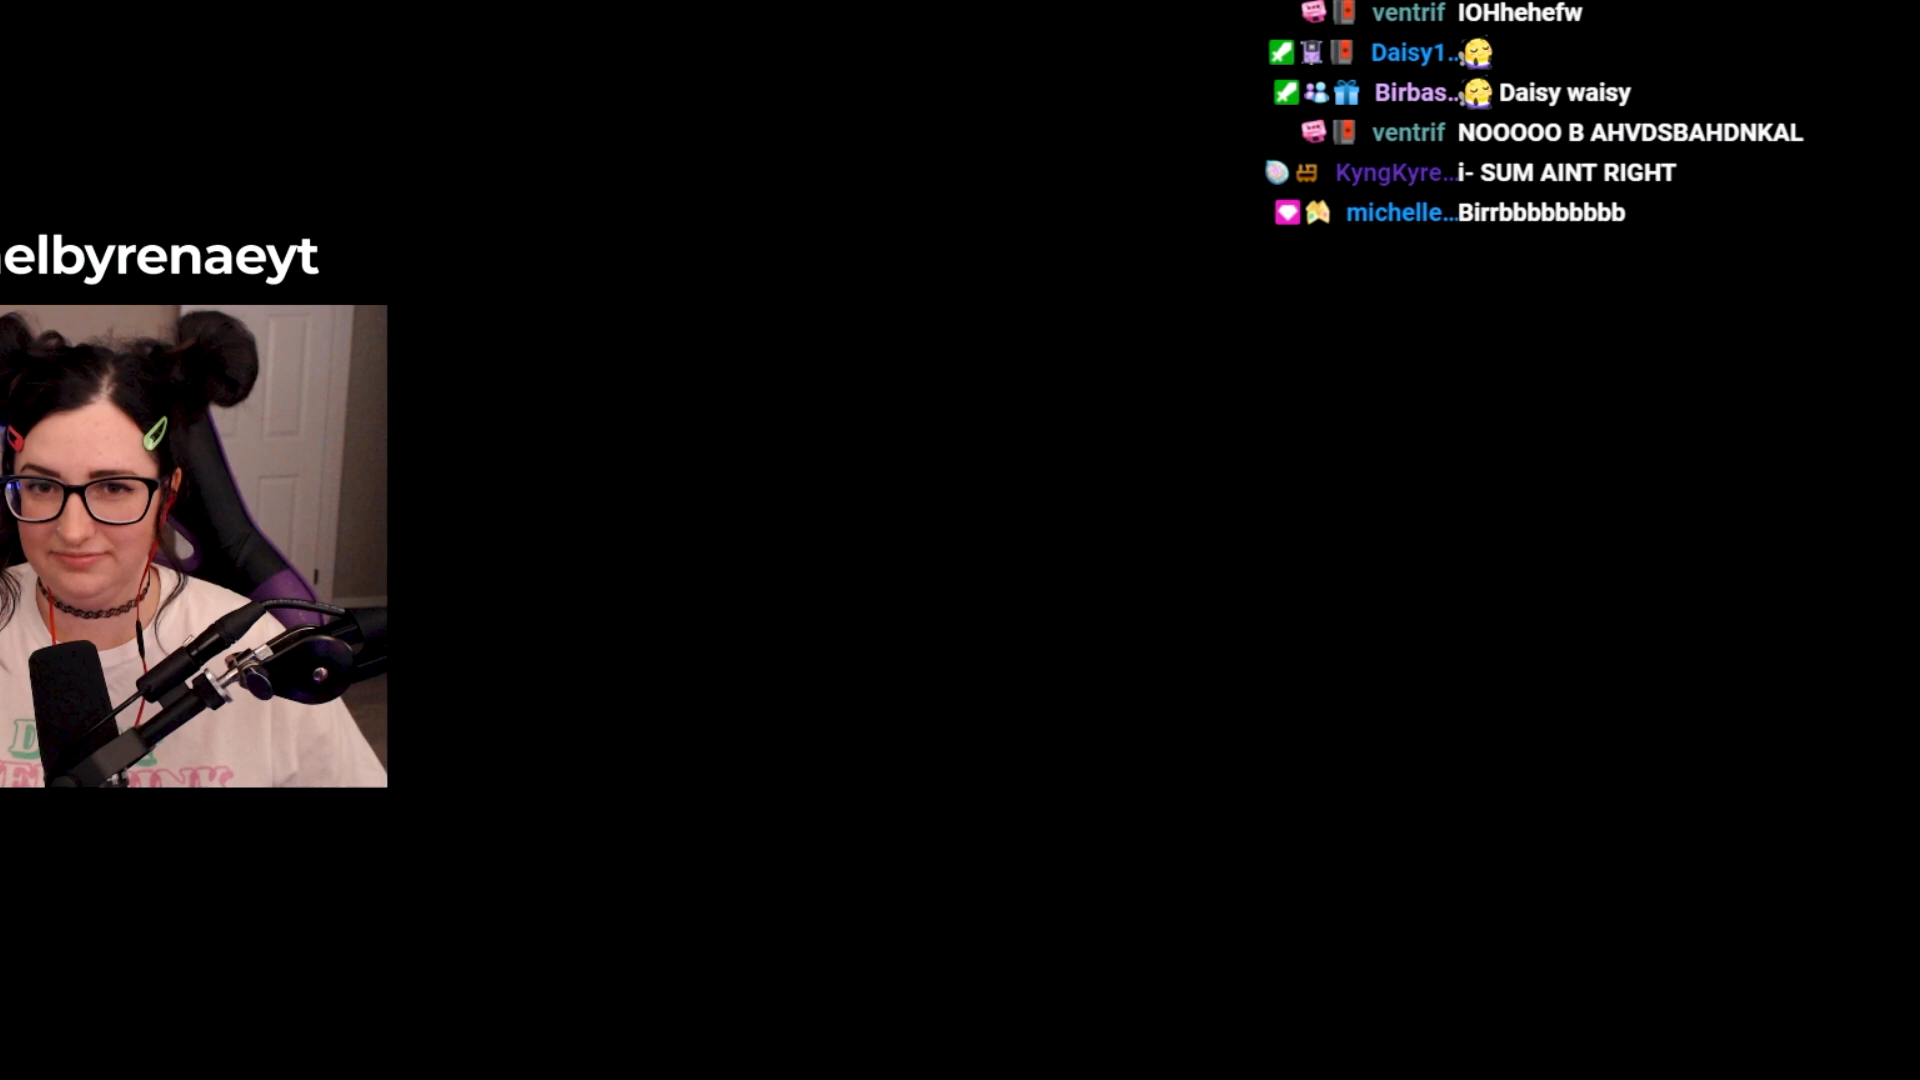 ventrif IOHhehefw
Daisy1..
Birbas.. Daisy waisy
ventrif NOOOOO B AHVDSBAHDNKAL
KyngKyre... i- SUM AINT RIGHT
michelle... Birrbbbbbbbbb
elbyrenaeyt